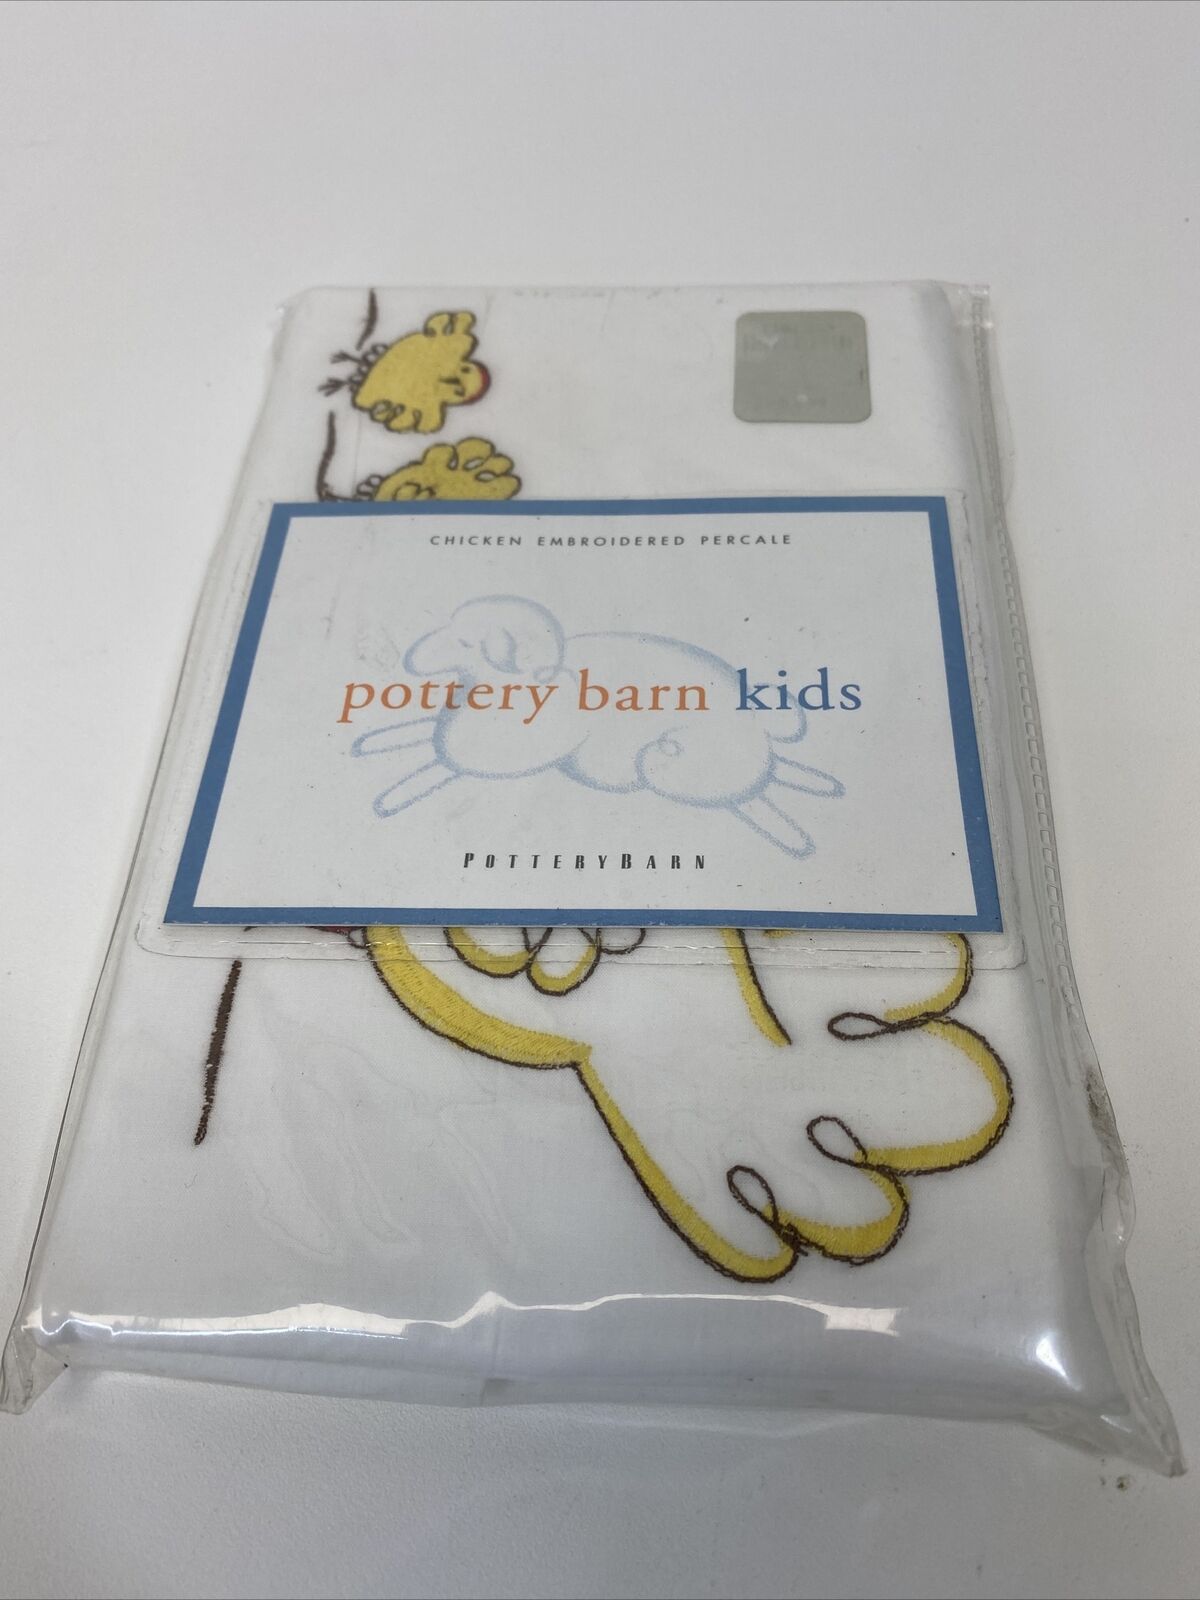 CHICKEN EMBROIDERED PERCALE
pottery barn kids
POTTERYBARN